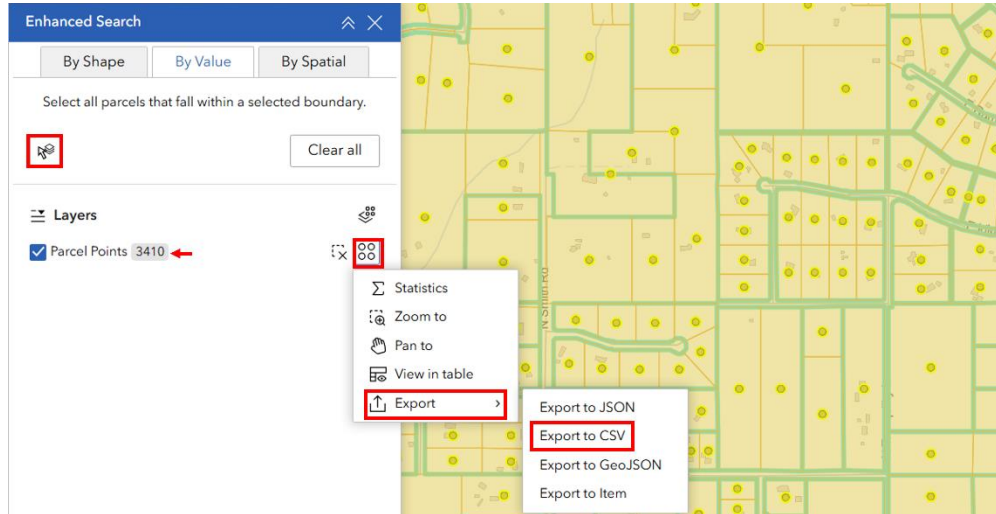 Enhanced Search
By Shape
By Value
By Spatial
Select all parcels that fall within a selected boundary.
Clear all
Layers
Parcel Points 3410
Statistics
Zoom to
Pan to
View in table
Export
Export to JSON
Export to CSV
Export to GeoJSON
Export to Item
N Smith Rd